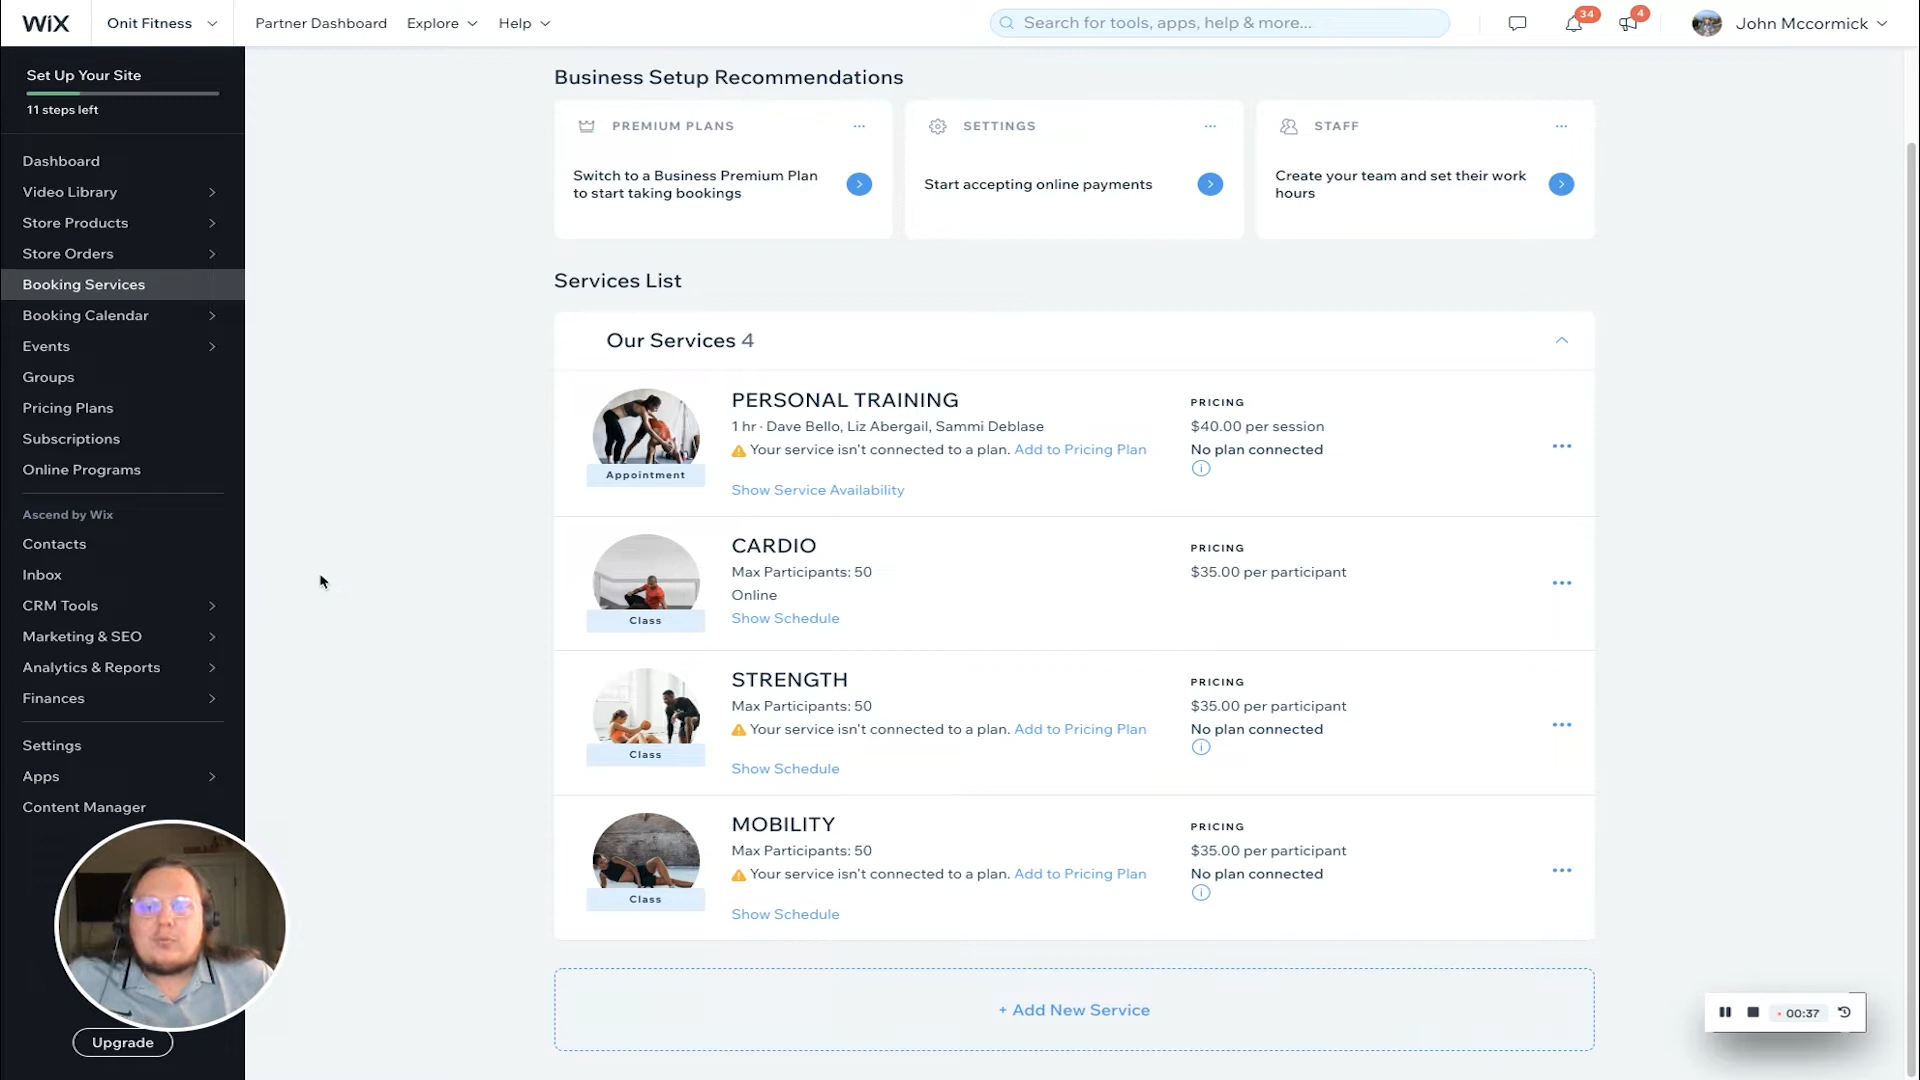 WiX
Onit Fitness
Partner Dashboard
Explore
Help
Search for tools, apps, help & more...
34
4
John Mccormick
Set Up Your Site
11 steps left
Dashboard
Video Library
Store Products
Store Orders
Booking Services
Booking Calendar
Events
Groups
Pricing Plans
Subscriptions
Online Programs
Ascend by Wix
Contacts
Inbox
CRM Tools
Marketing & SEO
Analytics & Reports
Finances
Settings
Apps
Content Manager
Upgrade
Business Setup Recommendations
PREMIUM PLANS
Switch to a Business Premium Plan
to start taking bookings
SETTINGS
Start accepting online payments
STAFF
Create your team and set their work
hours
Services List
Our Services 4
Appointment
PERSONAL TRAINING
1 hr · Dave Bello, Liz Abergail, Sammi Deblase
Your service isn't connected to a plan. Add to Pricing Plan
Show Service Availability
PRICING
$40.00 per session
No plan connected
Class
CARDIO
Max Participants: 50
Online
Show Schedule
PRICING
$35.00 per participant
Class
STRENGTH
Max Participants: 50
Your service isn't connected to a plan. Add to Pricing Plan
Show Schedule
PRICING
$35.00 per participant
No plan connected
Class
MOBILITY
Max Participants: 50
Your service isn't connected to a plan. Add to Pricing Plan
Show Schedule
PRICING
$35.00 per participant
No plan connected
+ Add New Service
00:37